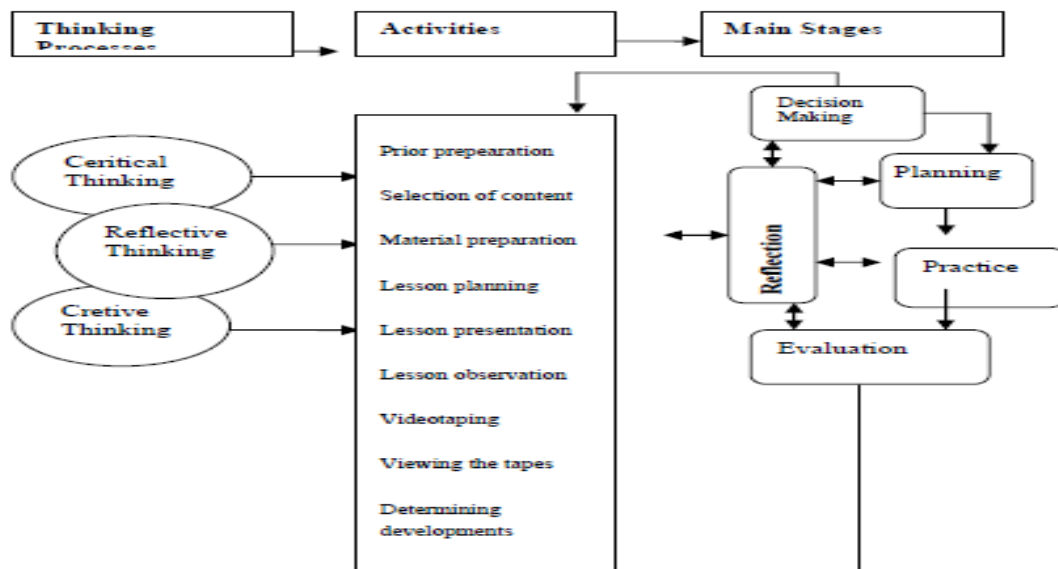 Thinking
Processes
Activities
Main Stages
Ceritical
Thinking
Reflective
Thinking
Cretive
Thinking
Prior prepearation
Selection of content
Material preparation
Lesson planning
Lesson presentation
Lesson observation
Videotaping
Viewing the tapes
Determining
developments
Decision
Making
Planning
Reflection
Practice
Evaluation